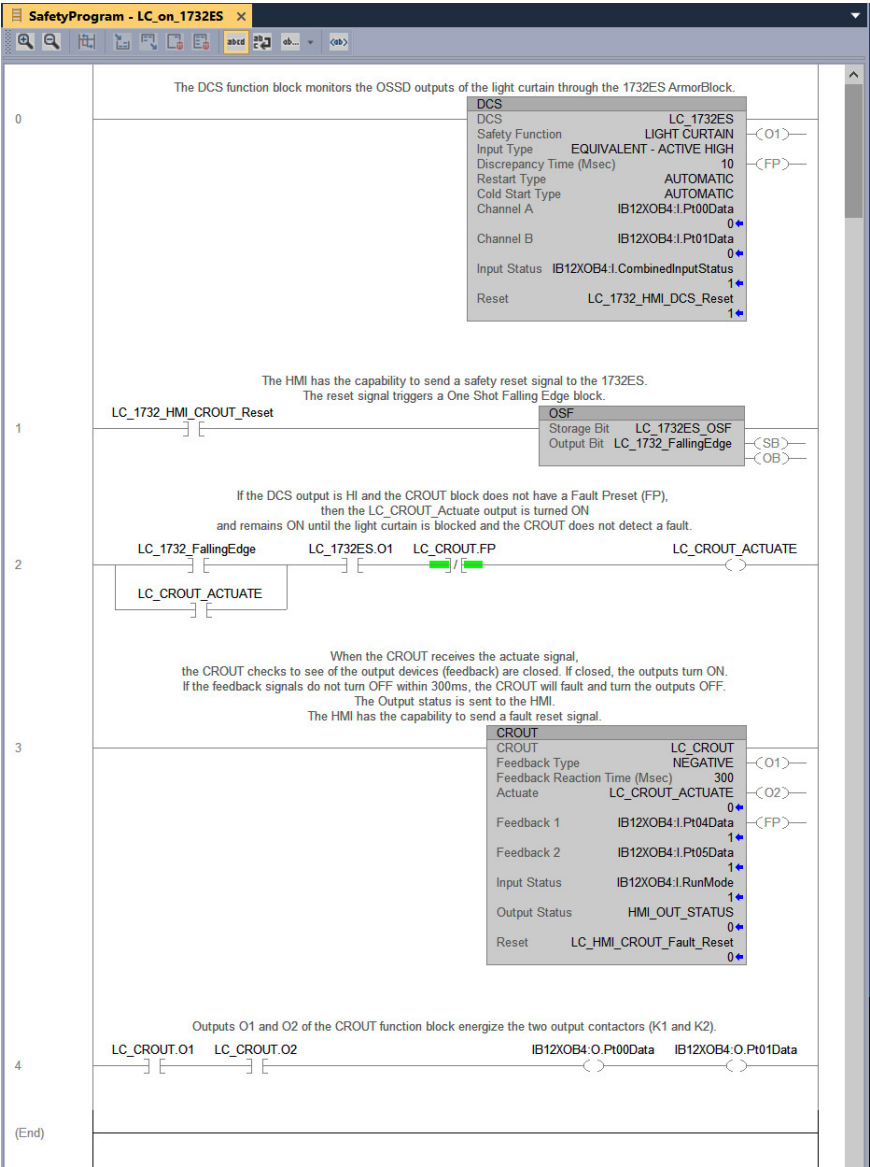 SafetyProgram - LC_on_1732ES ×
abcd ab c ab... <ab>
The DCS function block monitors the OSSD outputs of the light curtain through the 1732ES ArmorBlock.
0
DCS
DCS LC_1732ES (O1)
Safety Function LIGHT CURTAIN
Input Type EQUIVALENT - ACTIVE HIGH
Discrepancy Time (Msec) 10 (FP)
Restart Type AUTOMATIC
Cold Start Type AUTOMATIC
Channel A IB12XOB4:I.Pt00Data
0
Channel B IB12XOB4:I.Pt01Data
0
Input Status IB12XOB4:I.CombinedInputStatus
1
Reset LC_1732_HMI_DCS_Reset
1
The HMI has the capability to send a safety reset signal to the 1732ES.
The reset signal triggers a One Shot Falling Edge block.
1
LC_1732_HMI_CROUT_Reset
OSF
Storage Bit LC_1732ES_OSF
Output Bit LC_1732_FallingEdge (SB)
(OB)
If the DCS output is HI and the CROUT block does not have a Fault Preset (FP),
then the LC_CROUT_Actuate output is turned ON
and remains ON until the light curtain is blocked and the CROUT does not detect a fault.
2
LC_1732_FallingEdge LC_1732ES.O1 LC_CROUT.FP LC_CROUT_ACTUATE
LC_CROUT_ACTUATE
When the CROUT receives the actuate signal,
the CROUT checks to see of the output devices (feedback) are closed. If closed, the outputs turn ON.
If the feedback signals do not turn OFF within 300ms, the CROUT will fault and turn the outputs OFF.
The Output status is sent to the HMI.
The HMI has the capability to send a fault reset signal.
3
CROUT
CROUT LC_CROUT
Feedback Type NEGATIVE (O1)
Feedback Reaction Time (Msec) 300
Actuate LC_CROUT_ACTUATE (O2)
0
Feedback 1 IB12XOB4:I.Pt04Data (FP)
1
Feedback 2 IB12XOB4:I.Pt05Data
1
Input Status IB12XOB4:I.RunMode
1
Output Status HMI_OUT_STATUS
0
Reset LC_HMI_CROUT_Fault_Reset
0
Outputs O1 and O2 of the CROUT function block energize the two output contactors (K1 and K2).
4
LC_CROUT.O1 LC_CROUT.O2 IB12XOB4:O.Pt00Data IB12XOB4:O.Pt01Data
(End)